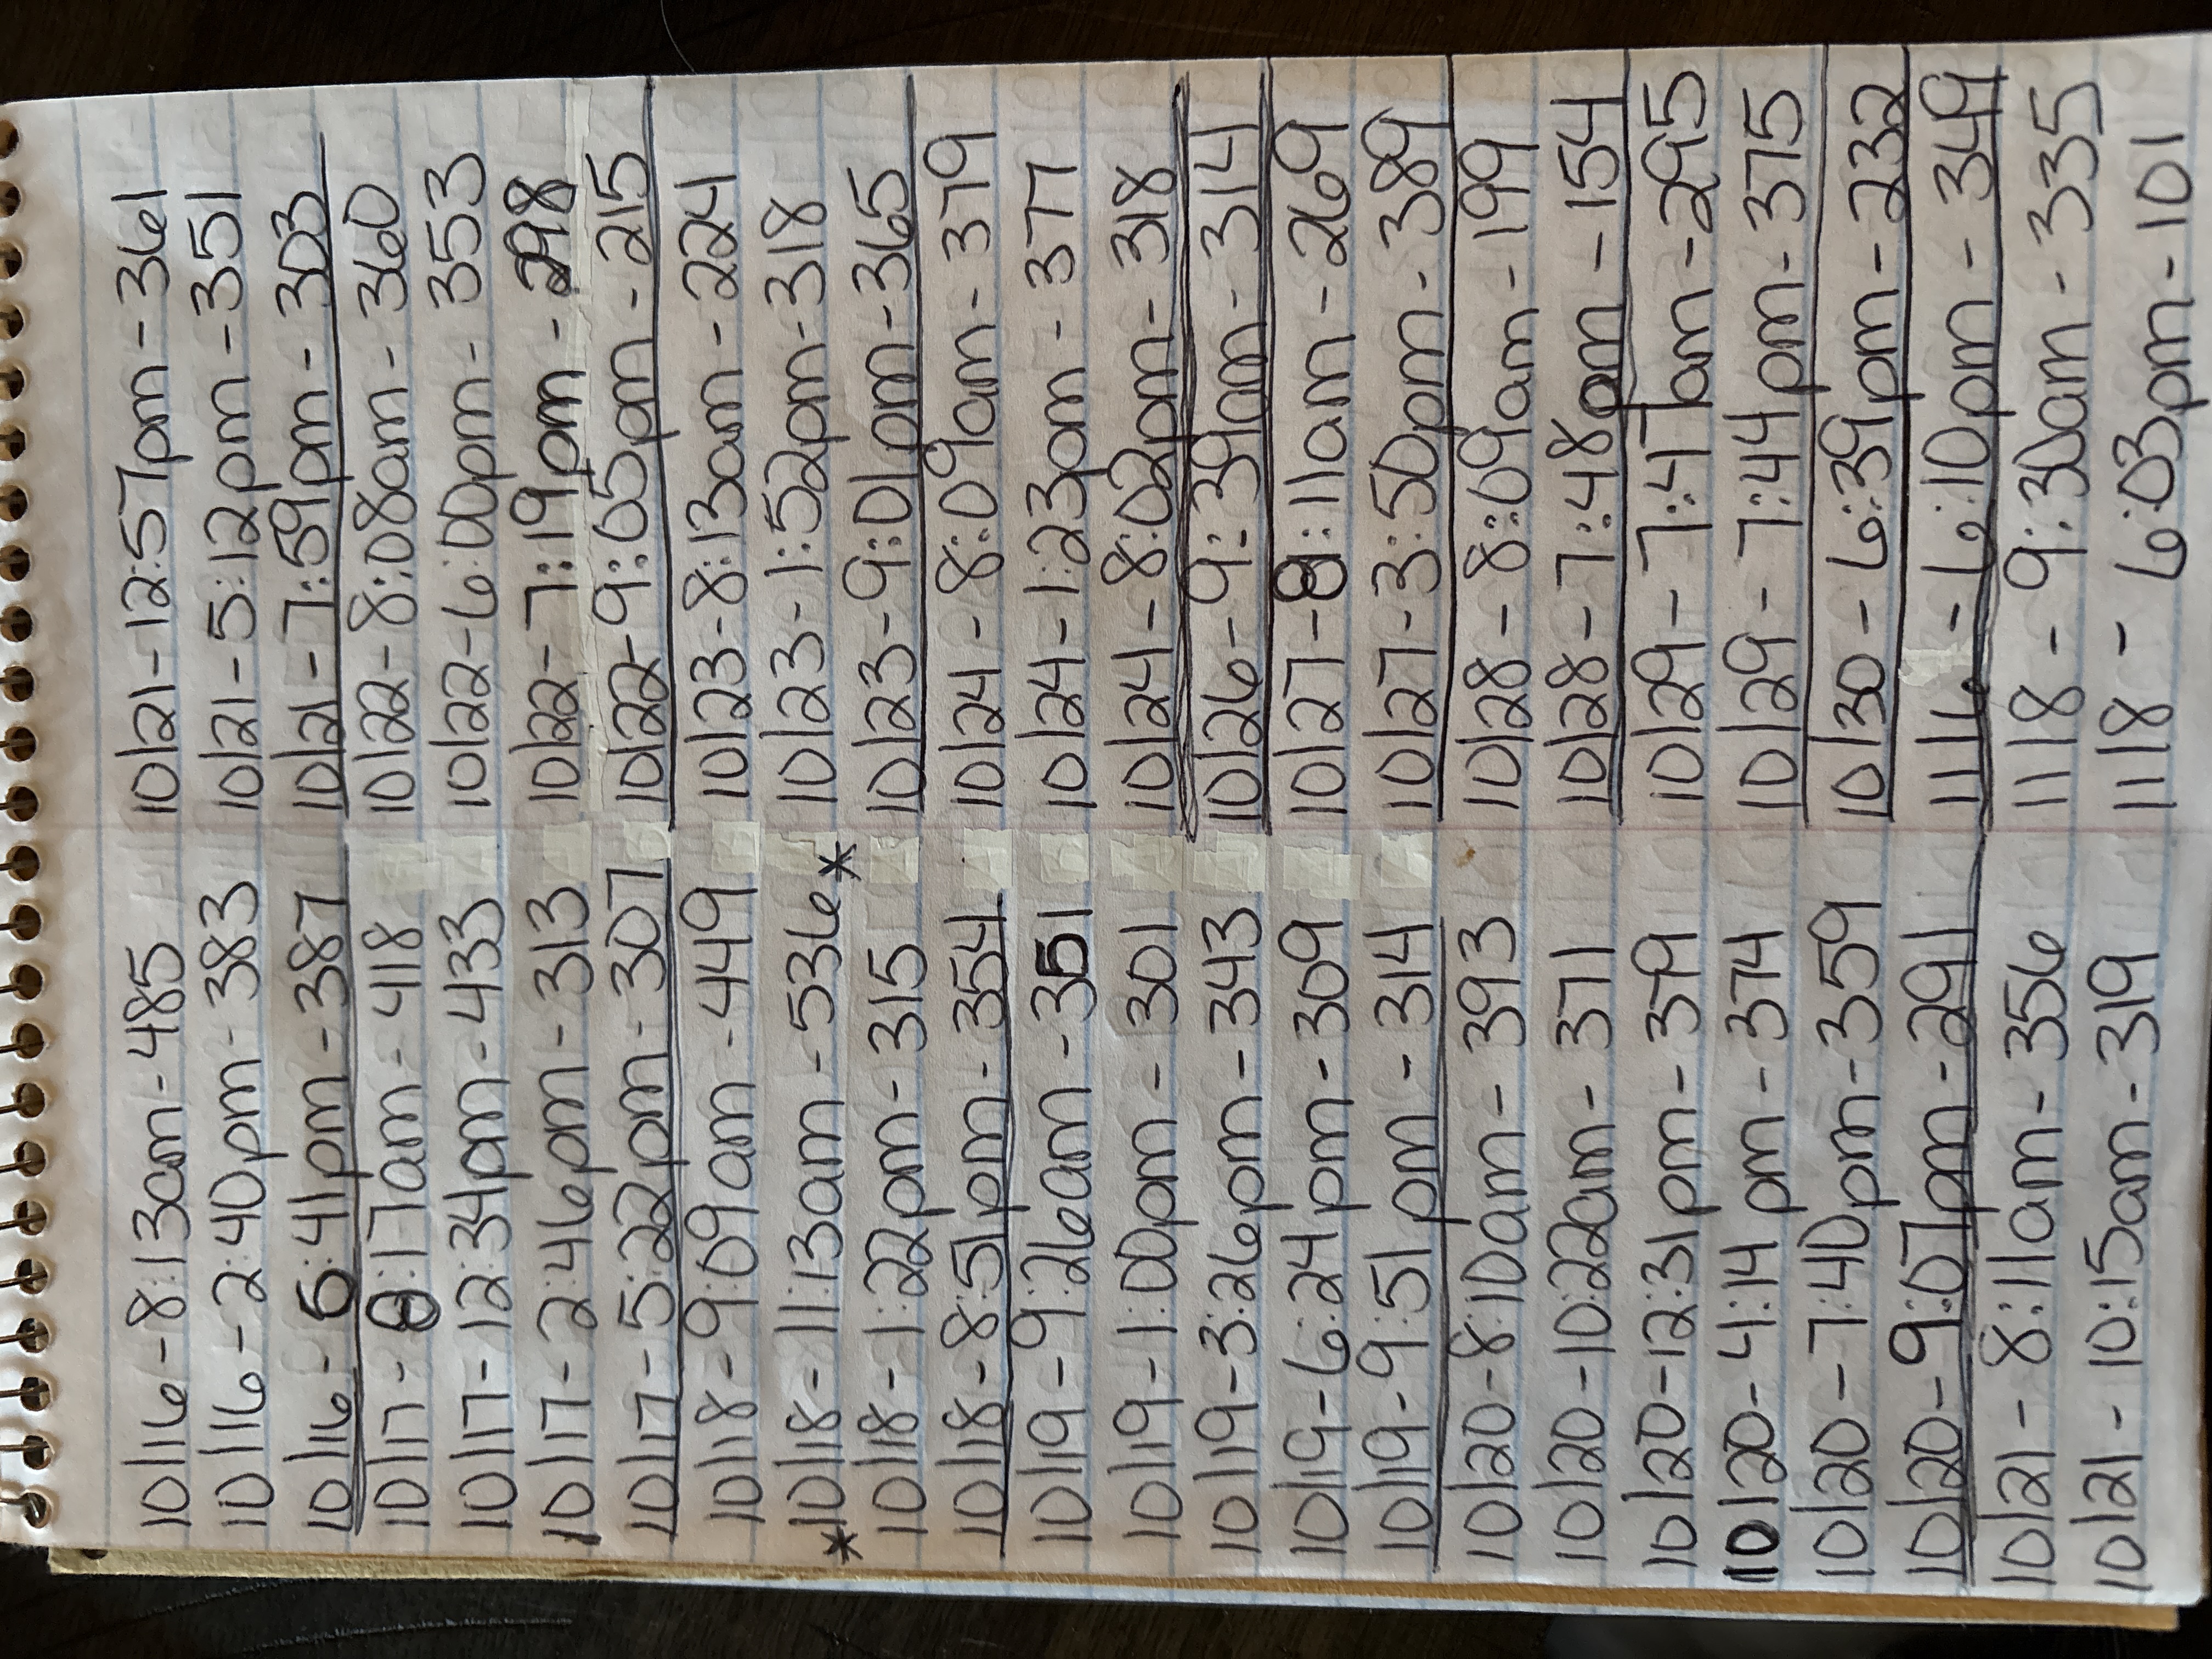 10/16-8:13am-485
10/16-2:40pm-383
10/16-6:41pm-387
10/17-8:17am-418
10/17-12:34pm-433
10/17-2:46pm-313
10/17-5:22pm-307
10/18-9:09am-449
*10/18-11:13am-536*
10/18-1:22pm-315
10/18-8:51pm-354
10/19-9:26am-351
10/19-1:00pm-301
10/19-3:26pm-343
10/19-6:24pm-309
10/19-9:51pm-314
10/20-8:10am-393
10/20-10:22am-371
10/20-12:31pm-379
10/20-4:14pm-374
10/20-7:40pm-359
10/20-9:07pm-291
10/21-8:11am-356
10/21-10:15am-319
10/21-12:57pm-361
10/21-5:12pm-351
10/21-7:59pm-303
10/22-8:08am-360
10/22-6:00pm-353
10/22-7:19pm-298
10/22-9:05pm-215
10/23-8:13am-224
10/23-1:52pm-318
10/23-9:01pm-365
10/24-8:09am-379
10/24-1:23pm-377
10/24-8:02pm-318
10/26-9:39am-314
10/27-8:11am-269
10/27-3:50pm-389
10/28-8:09am-199
10/28-7:48pm-154
10/29-7:47am-295
10/29-7:44pm-375
10/30-6:39pm-232
11/6-6:10pm-349
11/8-9:30am-335
11/8-6:03pm-101